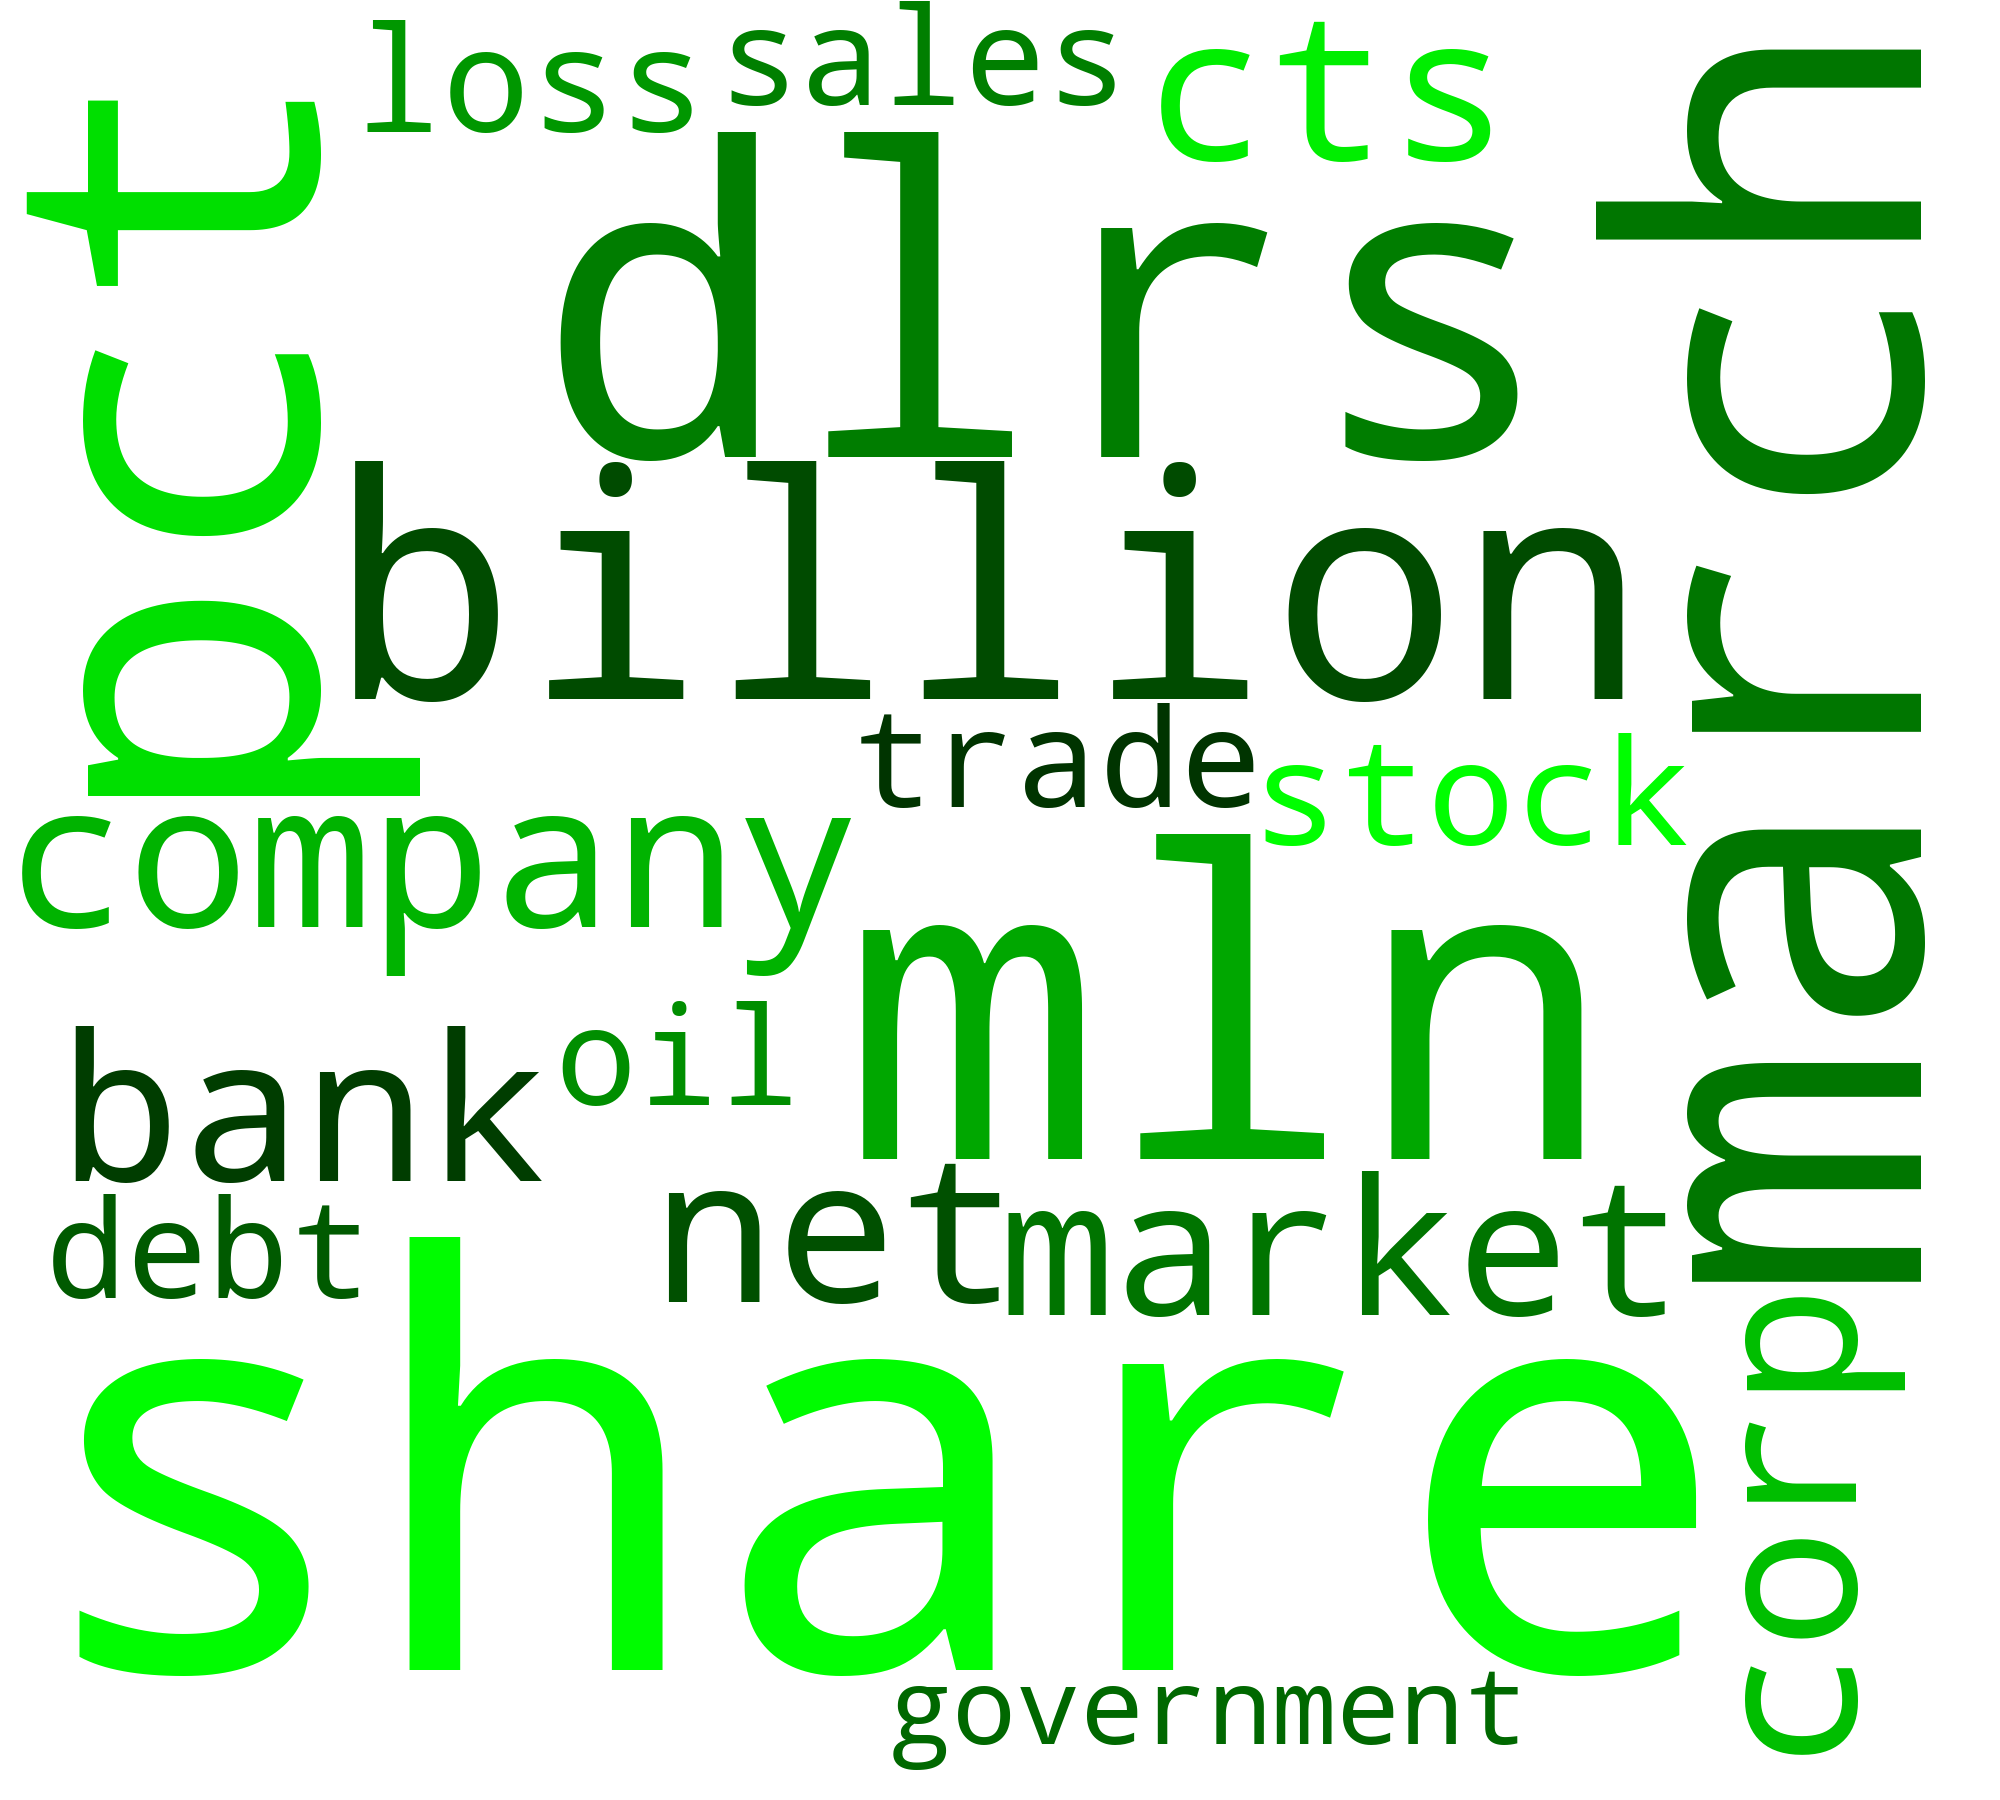 loss
sales
cts
pct
dlrs
march
billion
trade
stock
company
mln
bank
oil
debt
net
market
share
corp
government